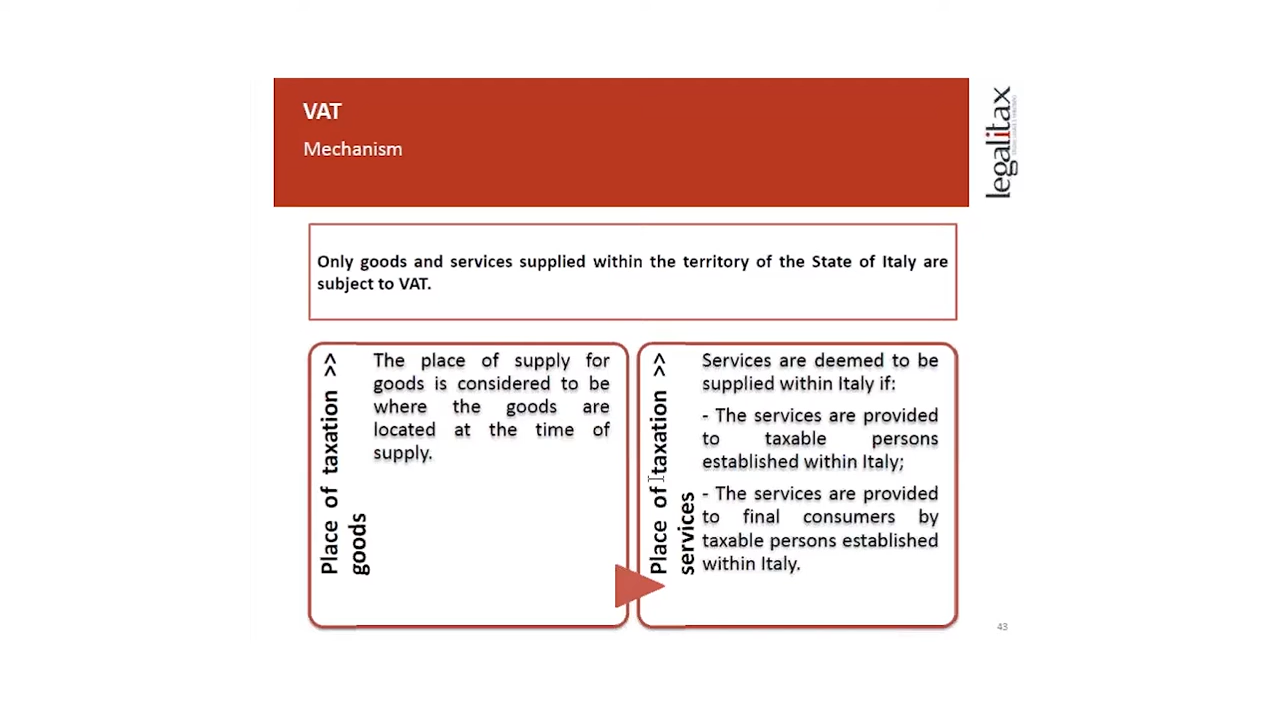 VAT
Mechanism
legalitax
Only goods and services supplied within the territory of the State of Italy are
subject to VAT.
Place of taxation >>
goods
The place of supply for
goods is considered to be
where the goods are
located at the time of
supply.
Place of taxation >>
services
Services are deemed to be
supplied within Italy if:
- The services are provided
to taxable persons
established within Italy;
- The services are provided
to final consumers by
taxable persons established
within Italy.
43